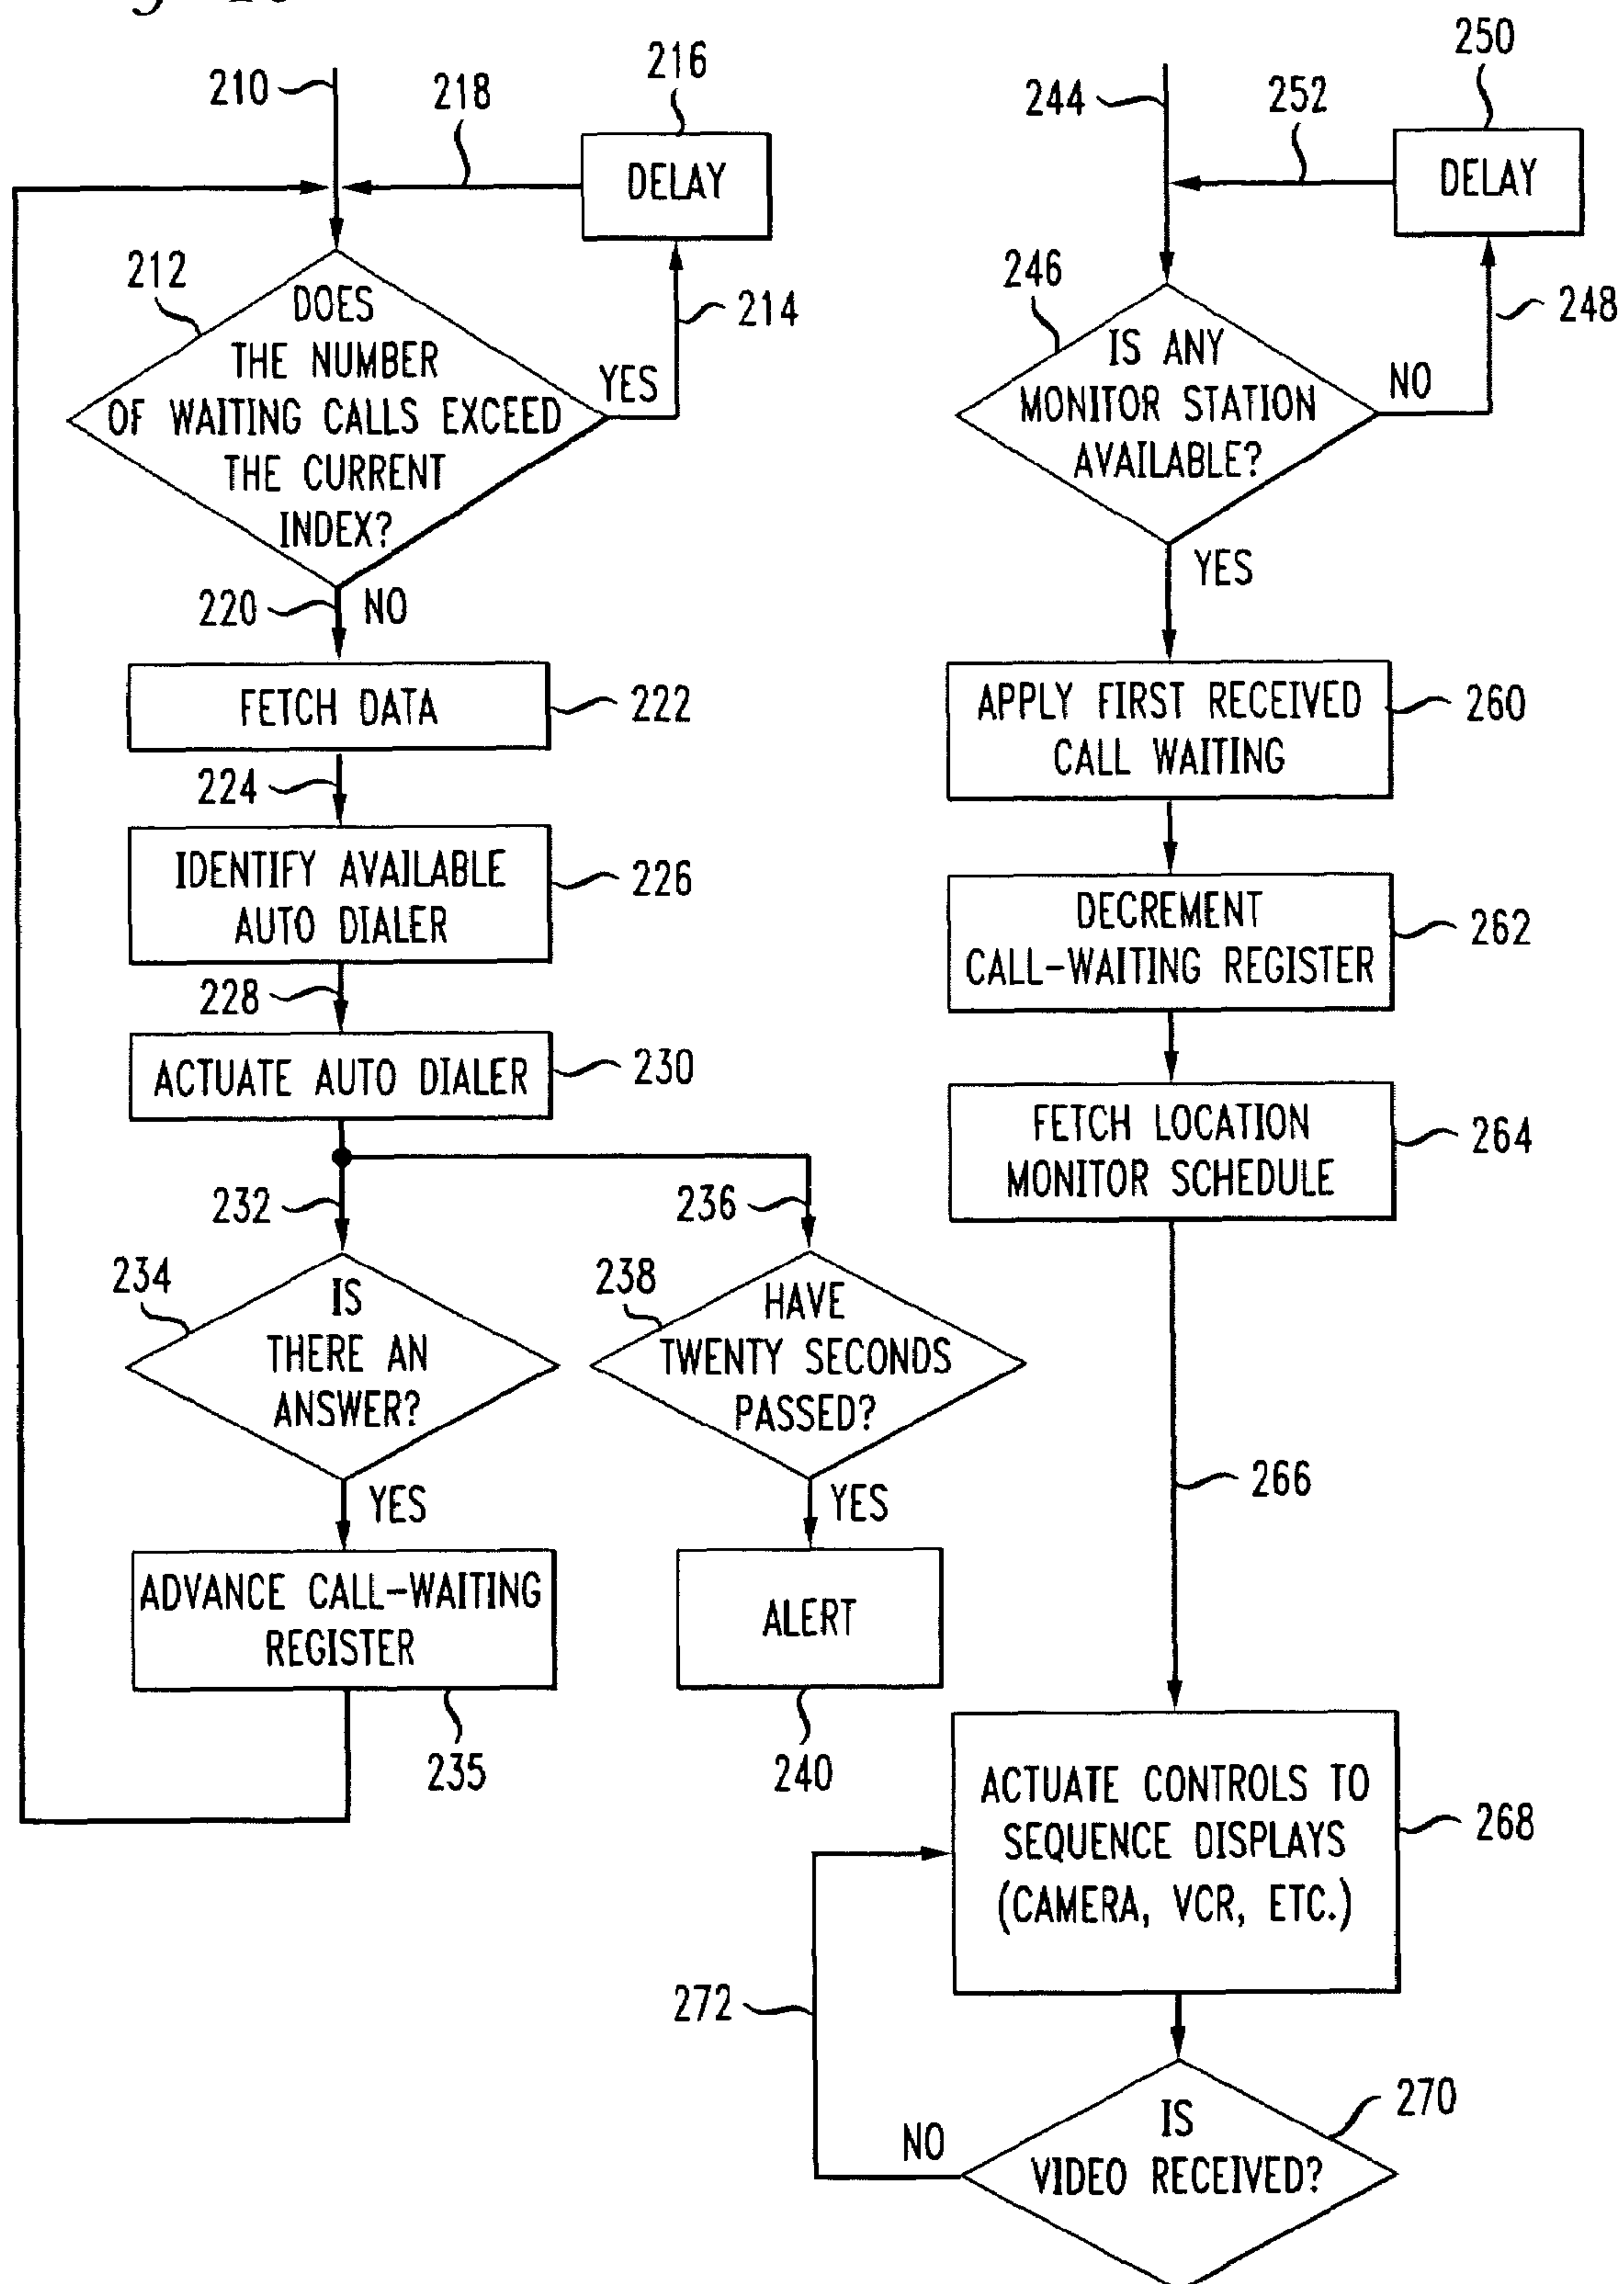 210
218
216
DELAY
212
DOES
THE NUMBER
OF WAITING CALLS EXCEED
THE CURRENT
INDEX?
YES
214
220
NO
FETCH DATA
222
224
IDENTIFY AVAILABLE
AUTO DIALER
226
228
ACTUATE AUTO DIALER
230
232
236
234
IS
THERE AN
ANSWER?
238
HAVE
TWENTY SECONDS
PASSED?
YES
YES
ADVANCE CALL-WAITING
REGISTER
235
ALERT
240
244
252
250
DELAY
246
IS ANY
MONITOR STATION
AVAILABLE?
NO
248
YES
APPLY FIRST RECEIVED
CALL WAITING
260
DECREMENT
CALL-WAITING REGISTER
262
FETCH LOCATION
MONITOR SCHEDULE
264
266
ACTUATE CONTROLS TO
SEQUENCE DISPLAYS
(CAMERA, VCR, ETC.)
268
272
NO
IS
VIDEO RECEIVED?
270